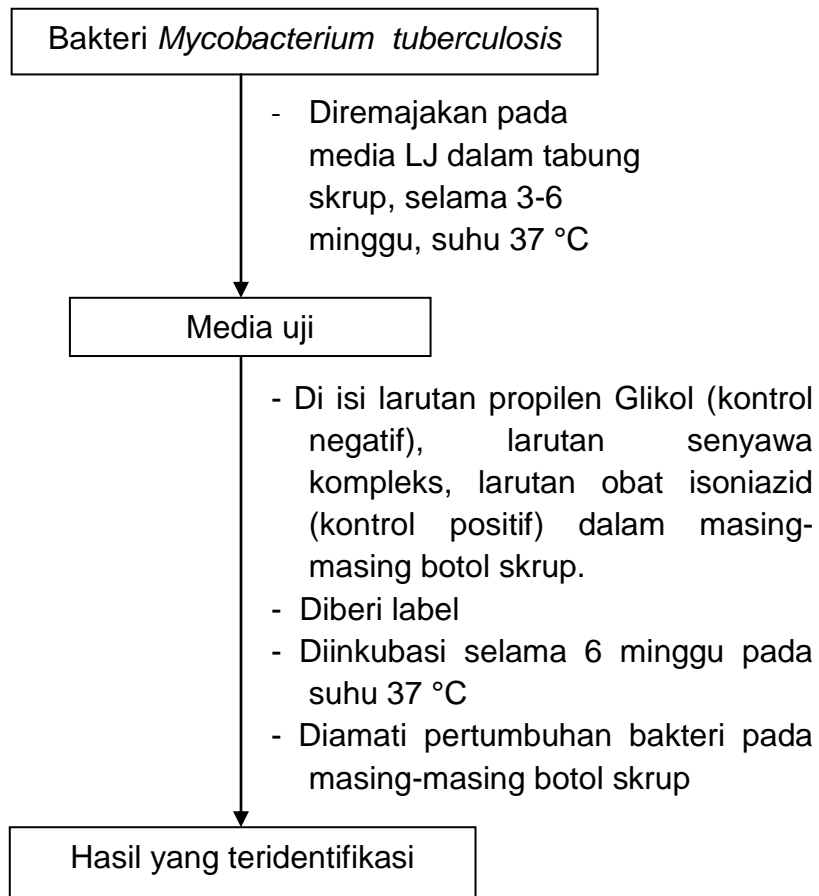 Bakteri Mycobacterium tuberculosis
- Diremajakan pada
media LJ dalam tabung
skrup, selama 3-6
minggu, suhu 37 °C
Media uji
- Di isi larutan propilen Glikol (kontrol
negatif), larutan senyawa
kompleks, larutan obat isoniazid
(kontrol positif) dalam masing-
masing botol skrup.
- Diberi label
- Diinkubasi selama 6 minggu pada
suhu 37 °C
- Diamati pertumbuhan bakteri pada
masing-masing botol skrup
Hasil yang teridentifikasi